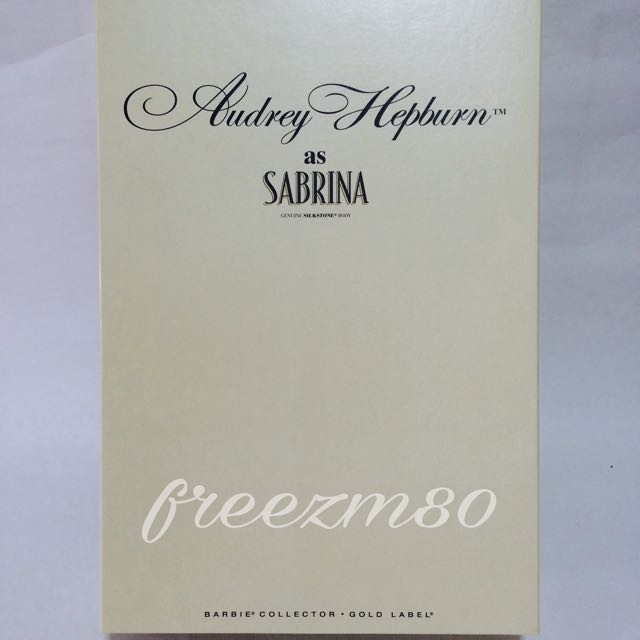 Audrey Hepburn™
as
SABRINA
GENUINE SILKSTONE® BODY
freezm80
BARBIE® COLLECTOR • GOLD LABEL®